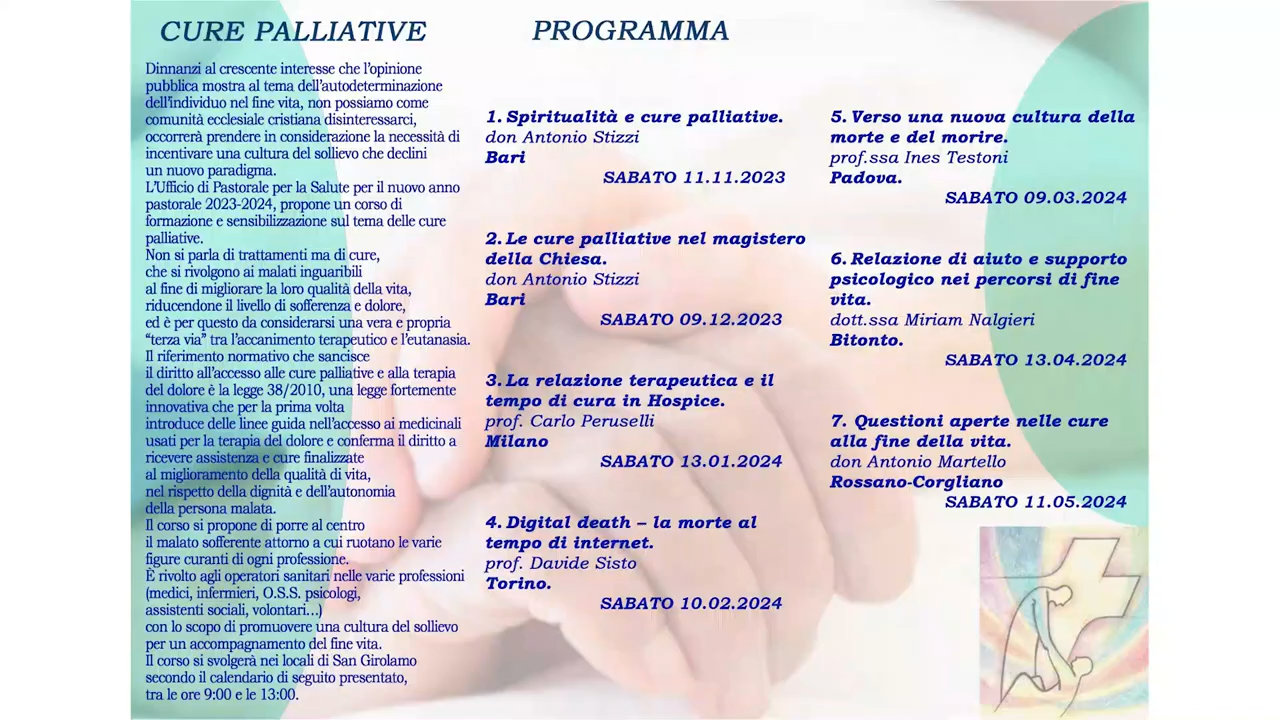 CURE PALLIATIVE
Dinnanzi al crescente interesse che l'opinione
pubblica mostra al tema dell'autodeterminazione
dell'individuo nel fine vita, non possiamo come
comunità ecclesiale cristiana disinteressarci,
occorrerà prendere in considerazione la necessità di
incentivare una cultura del sollievo che declini
un nuovo paradigma.
L'Ufficio di Pastorale per la Salute per il nuovo anno
pastorale 2023-2024, propone un corso di
formazione e sensibilizzazione sul tema delle cure
palliative.
Non si parla di trattamenti ma di cure,
che si rivolgono ai malati inguaribili
al fine di migliorare la loro qualità della vita,
riducendone il livello di sofferenza e dolore,
ed è per questo da considerarsi una vera e propria
“terza via” tra l'accanimento terapeutico e l'eutanasia.
Il riferimento normativo che sancisce
il diritto all'accesso alle cure palliative e alla terapia
del dolore è la legge 38/2010, una legge fortemente
innovativa che per la prima volta
introduce delle linee guida nell'accesso ai medicinali
usati per la terapia del dolore e conferma il diritto a
ricevere assistenza e cure finalizzate
al miglioramento della qualità di vita,
nel rispetto della dignità e dell'autonomia
della persona malata.
Il corso si propone di porre al centro
il malato sofferente attorno a cui ruotano le varie
figure curanti di ogni professione.
È rivolto agli operatori sanitari nelle varie professioni
(medici, infermieri, O.S.S. psicologi,
assistenti sociali, volontari...)
con lo scopo di promuovere una cultura del sollievo
per un accompagnamento del fine vita.
Il corso si svolgerà nei locali di San Girolamo
secondo il calendario di seguito presentato,
tra le ore 9:00 e le 13:00.
PROGRAMMA
1. Spiritualità e cure palliative.
don Antonio Stizzi
Bari
SABATO 11.11.2023
2. Le cure palliative nel magistero
della Chiesa.
don Antonio Stizzi
Bari
SABATO 09.12.2023
3. La relazione terapeutica e il
tempo di cura in Hospice.
prof. Carlo Peruselli
Milano
SABATO 13.01.2024
4. Digital death – la morte al
tempo di internet.
prof. Davide Sisto
Torino.
SABATO 10.02.2024
5. Verso una nuova cultura della
morte e del morire.
prof.ssa Ines Testoni
Padova.
SABATO 09.03.2024
6. Relazione di aiuto e supporto
psicologico nei percorsi di fine
vita.
dott.ssa Miriam Nalgieri
Bitonto.
SABATO 13.04.2024
7. Questioni aperte nelle cure
alla fine della vita.
don Antonio Martello
Rossano-Corgliano
SABATO 11.05.2024